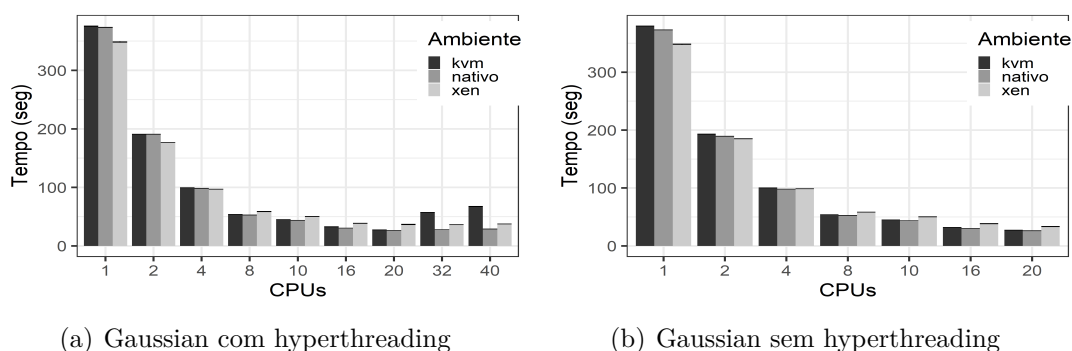 Ambiente
kvm
nativo
xen
Tempo (seg)
300
200
100
0
1 2 4 8 10 16 20 32 40
CPUs
(a) Gaussian com hyperthreading
Ambiente
kvm
nativo
xen
Tempo (seg)
300
200
100
0
1 2 4 8 10 16 20
CPUs
(b) Gaussian sem hyperthreading